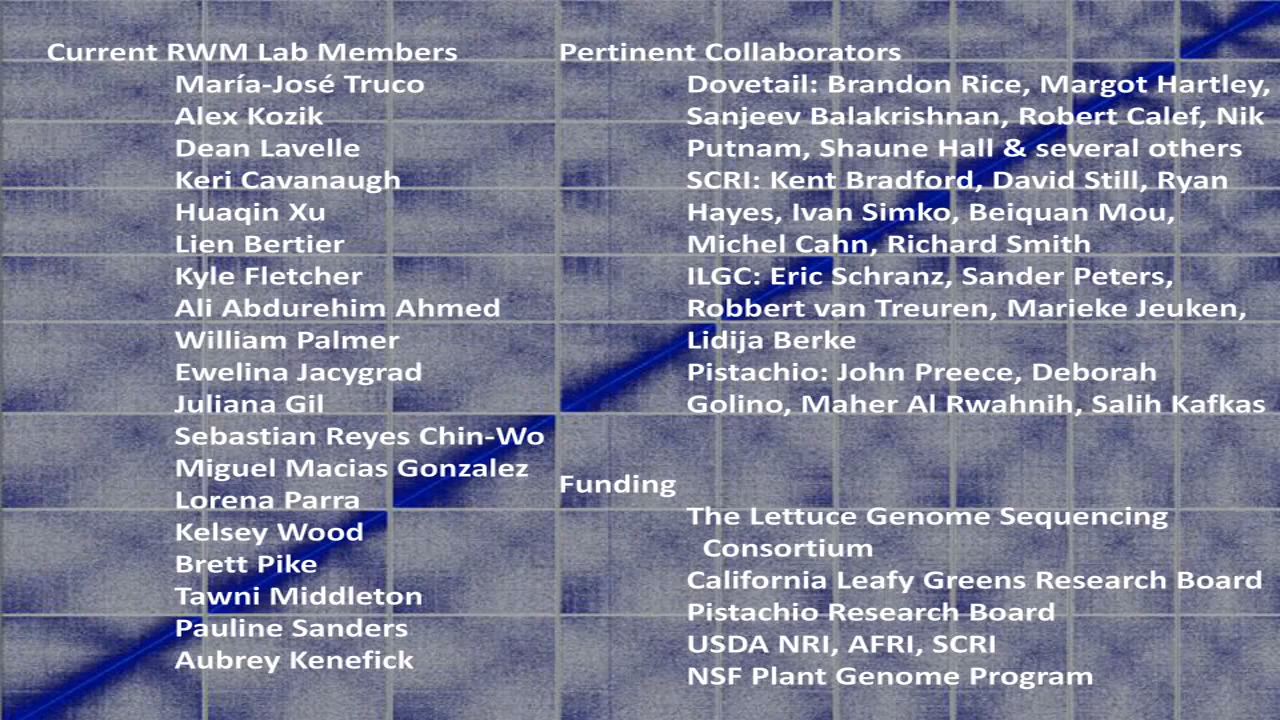 Current RWM Lab Members
María-José Truco
Alex Kozik
Dean Lavelle
Keri Cavanaugh
Huaqin Xu
Lien Bertier
Kyle Fletcher
Ali Abdurehim Ahmed
William Palmer
Ewelina Jacygrad
Juliana Gil
Sebastian Reyes Chin-Wo
Miguel Macias Gonzalez
Lorena Parra
Kelsey Wood
Brett Pike
Tawni Middleton
Pauline Sanders
Aubrey Kenefick
Pertinent Collaborators
Dovetail: Brandon Rice, Margot Hartley,
Sanjeev Balakrishnan, Robert Calef, Nik
Putnam, Shaune Hall & several others
SCRI: Kent Bradford, David Still, Ryan
Hayes, Ivan Simko, Beiquan Mou,
Michel Cahn, Richard Smith
ILGC: Eric Schranz, Sander Peters,
Robbert van Treuren, Marieke Jeuken,
Lidija Berke
Pistachio: John Preece, Deborah
Golino, Maher Al Rwahnih, Salih Kafkas
Funding
The Lettuce Genome Sequencing
Consortium
California Leafy Greens Research Board
Pistachio Research Board
USDA NRI, AFRI, SCRI
NSF Plant Genome Program